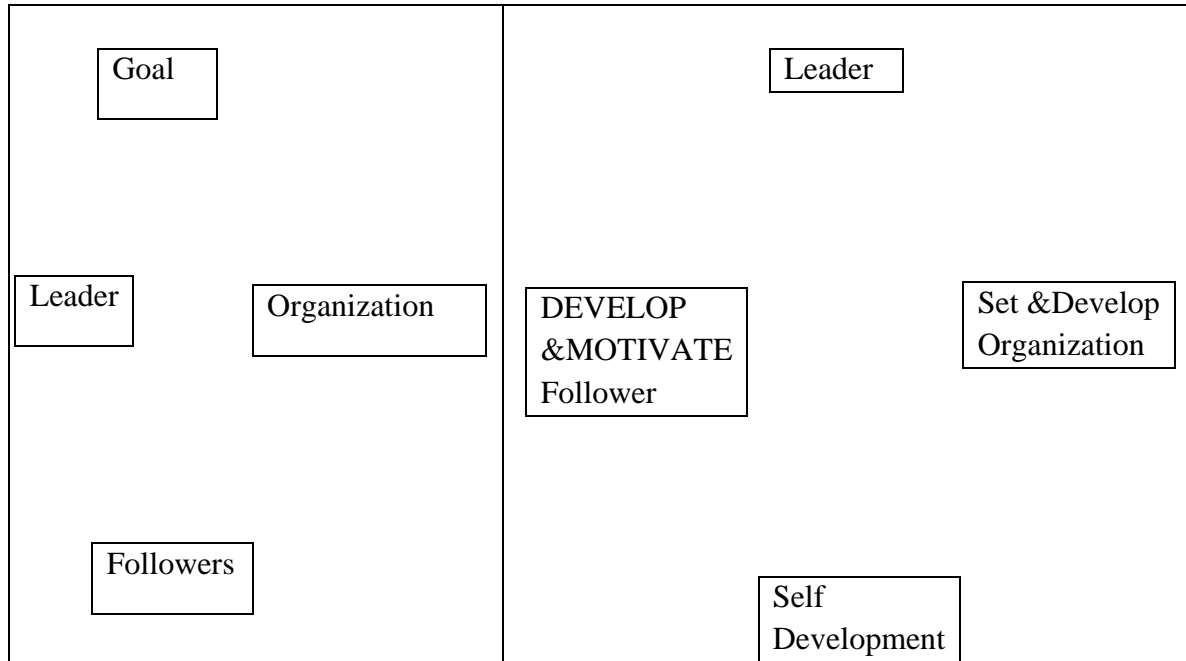 Goal
Leader
Organization
Followers
Leader
DEVELOP
&MOTIVATE
Follower
Set &Develop
Organization
Self
Development